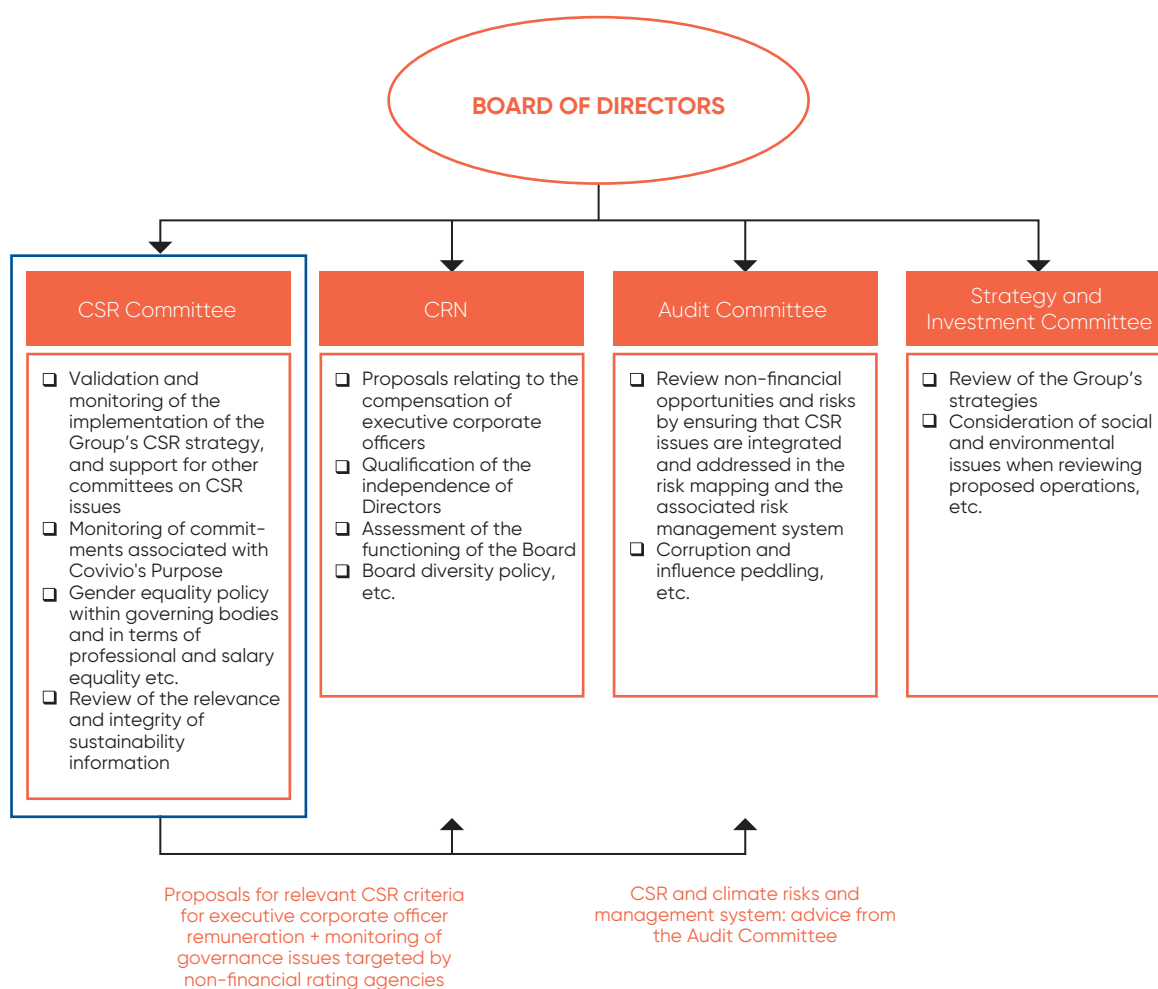 BOARD OF DIRECTORS
CSR Committee
❑ Validation and
monitoring of the
implementation of the
Group's CSR strategy,
and support for other
committees on CSR
issues
❑ Monitoring of commit-
ments associated with
Covivio's Purpose
❑ Gender equality policy
within governing bodies
and in terms of
professional and salary
equality etc.
❑ Review of the relevance
and integrity of
sustainability
information
CRN
❑ Proposals relating to the
compensation of
executive corporate
officers
❑ Qualification of the
independence of
Directors
❑ Assessment of the
functioning of the Board
❑ Board diversity policy,
etc.
Audit Committee
❑ Review non-financial
opportunities and risks
by ensuring that CSR
issues are integrated
and addressed in the
risk mapping and the
associated risk
management system
❑ Corruption and
influence peddling,
etc.
Strategy and
Investment Committee
❑ Review of the Group's
strategies
❑ Consideration of social
and environmental
issues when reviewing
proposed operations,
etc.
Proposals for relevant CSR criteria
for executive corporate officer
remuneration + monitoring of
governance issues targeted by
non-financial rating agencies
CSR and climate risks and
management system: advice from
the Audit Committee